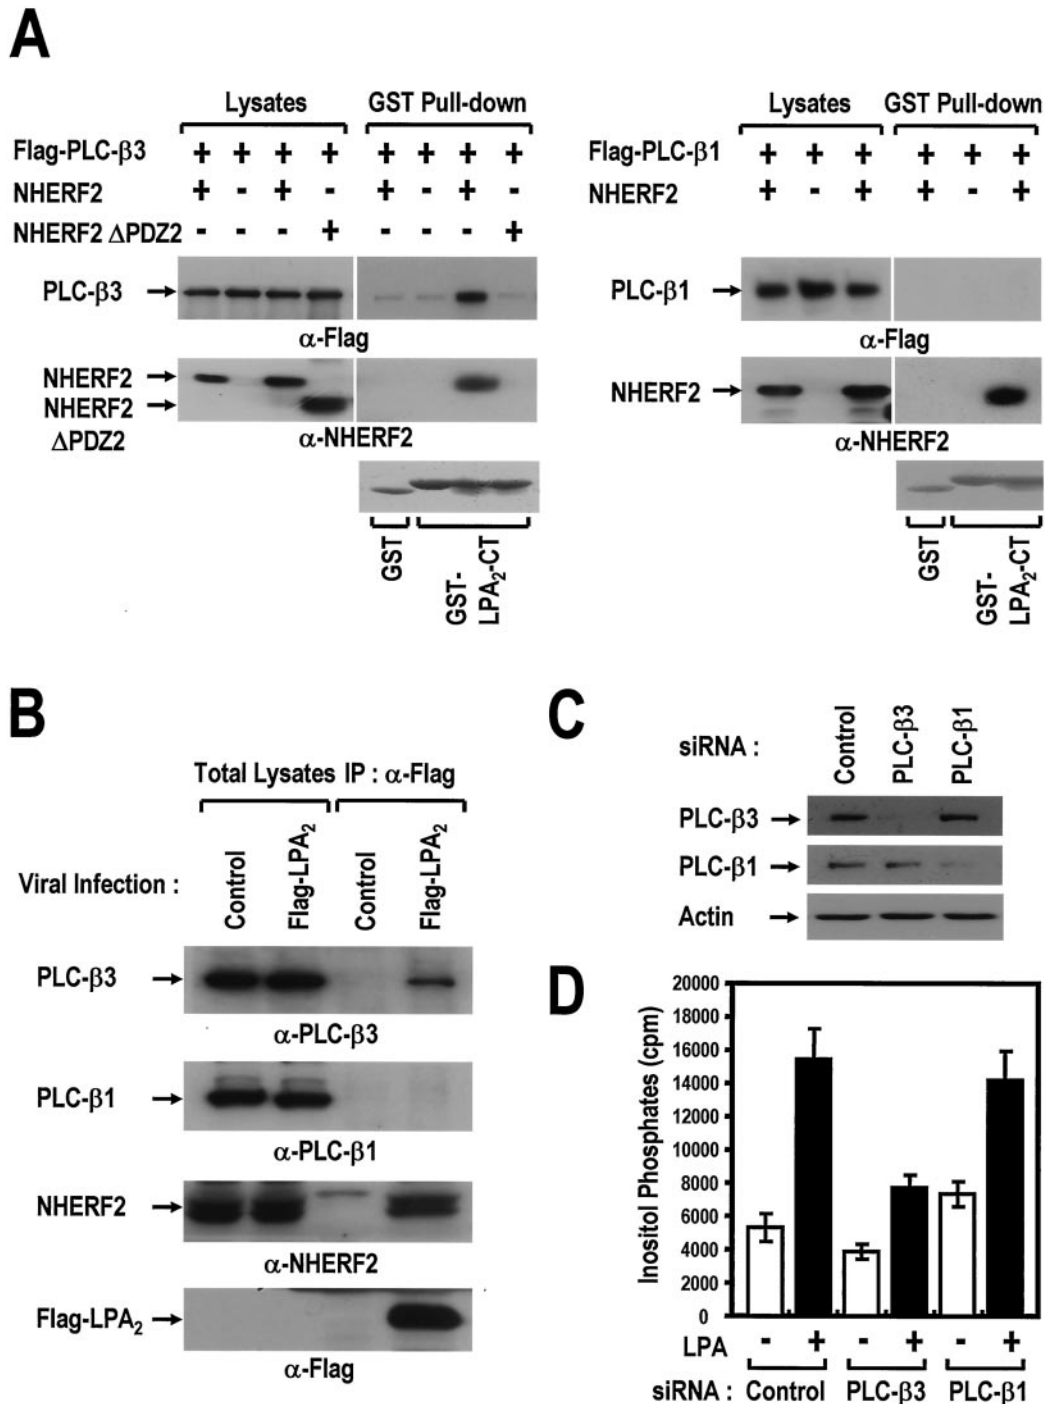 A
Lysates GST Pull-down
Flag-PLC-β3 + + + + + + + +
NHERF2 + - + - + - + -
NHERF2 ΔPDZ2 - - - + - - - +
PLC-β3
α-Flag
NHERF2
NHERF2
ΔPDZ2
α-NHERF2
GST
GST-
LPA₂-CT
Lysates GST Pull-down
Flag-PLC-β1 + + + + + +
NHERF2 + - + + - +
PLC-β1
α-Flag
NHERF2
α-NHERF2
GST
GST-
LPA₂-CT
B
Total Lysates IP : α-Flag
Viral Infection : Control Flag-LPA₂ Control Flag-LPA₂
PLC-β3
α-PLC-β3
PLC-β1
α-PLC-β1
NHERF2
α-NHERF2
Flag-LPA₂
α-Flag
C
siRNA : Control PLC-β3 PLC-β1
PLC-β3
PLC-β1
Actin
D
Inositol Phosphates (cpm)
20000
18000
16000
14000
12000
10000
8000
6000
4000
2000
0
LPA - + - + - +
siRNA : Control PLC-β3 PLC-β1